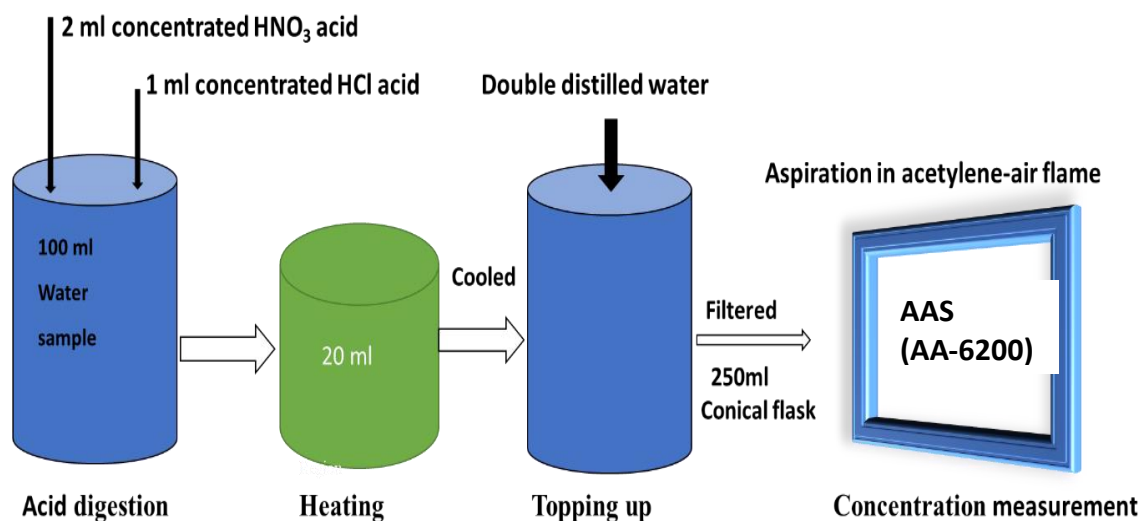 2 ml concentrated HNO₃ acid
1 ml concentrated HCl acid
Double distilled water
Aspiration in acetylene-air flame
100 ml
Water
sample
20 ml
Cooled
Filtered
250ml
Conical flask
AAS
(AA-6200)
Acid digestion
Heating
Topping up
Concentration measurement